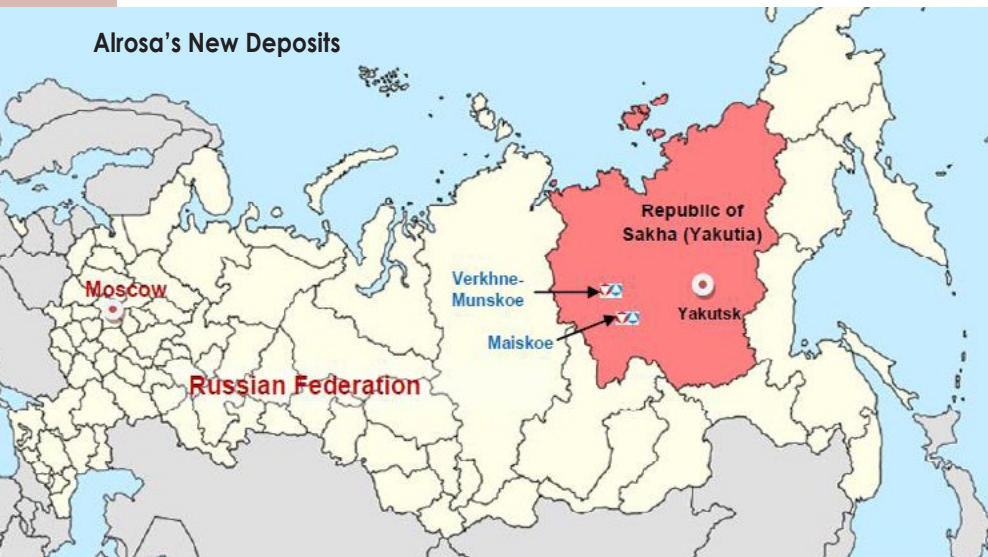 Alrosa's New Deposits
Republic of
Sakha (Yakutia)
Verkhne-
Munskoe
Moscow
Yakutsk
Maiskoe
Russian Federation